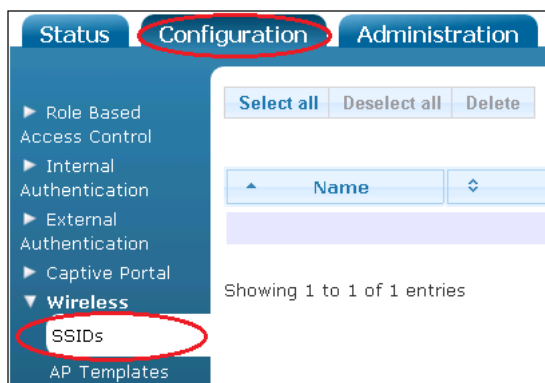 Status Configuration Administration
Role Based
Access Control
Internal
Authentication
External
Authentication
Captive Portal
Wireless
SSIDs
AP Templates
Select all Deselect all Delete
Name
Showing 1 to 1 of 1 entries